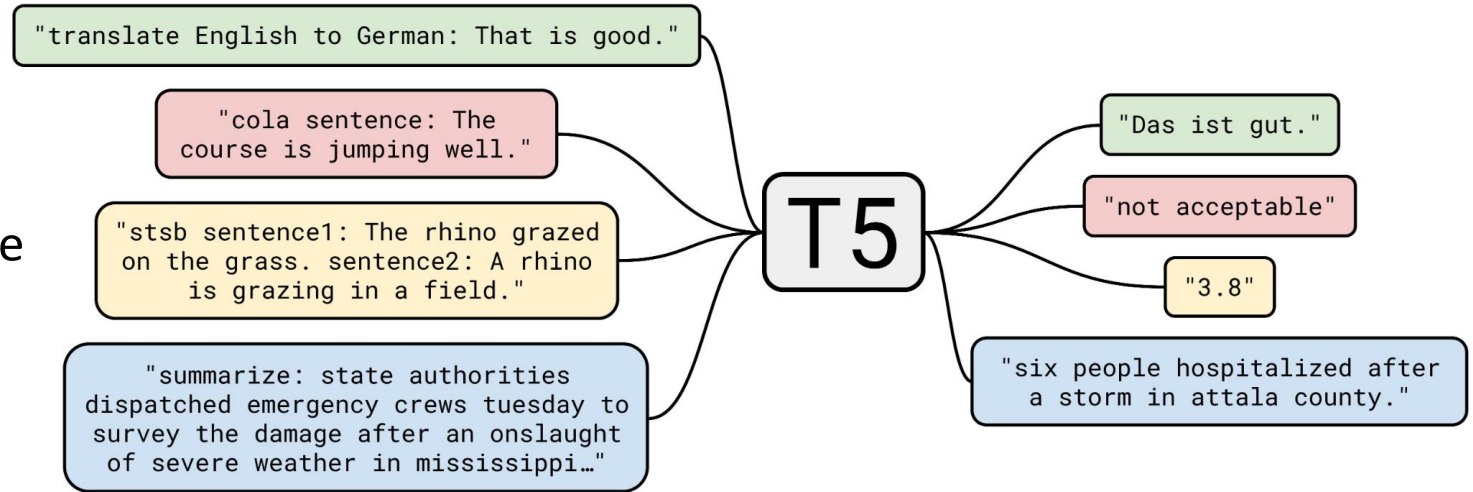 "translate English to German: That is good."
"cola sentence: The
course is jumping well."
"stsb sentence1: The rhino grazed
on the grass. sentence2: A rhino
is grazing in a field."
"summarize: state authorities
dispatched emergency crews tuesday to
survey the damage after an onslaught
of severe weather in mississippi…"
e
T5
"Das ist gut."
"not acceptable"
"3.8"
"six people hospitalized after
a storm in attala county."